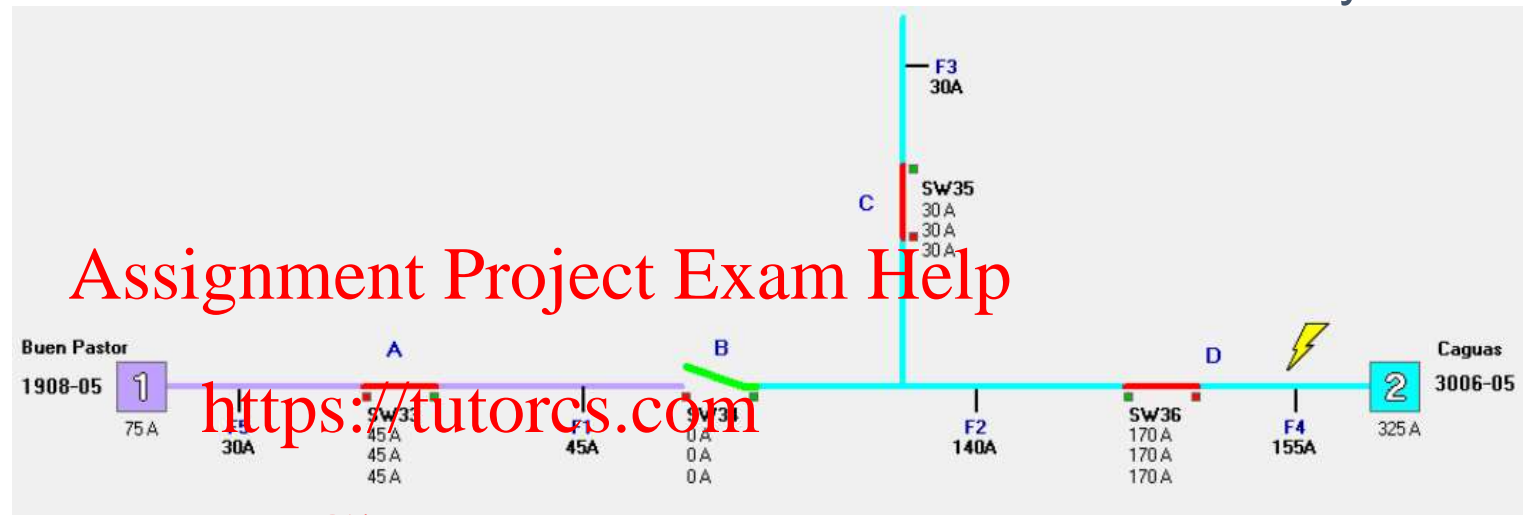 F3
30A
SW35
30 A
30 A
30 A
C
Assignment Project Exam Help
Buen Pastor
1908-05
1
75 A
A
B
D
Caguas
3006-05
2
325 A
https://tutorcs.com
F5
30A
SW33
45 A
45 A
45 A
F1
45A
SW34
0 A
0 A
0 A
F2
140A
SW36
170 A
170 A
170 A
F4
155A